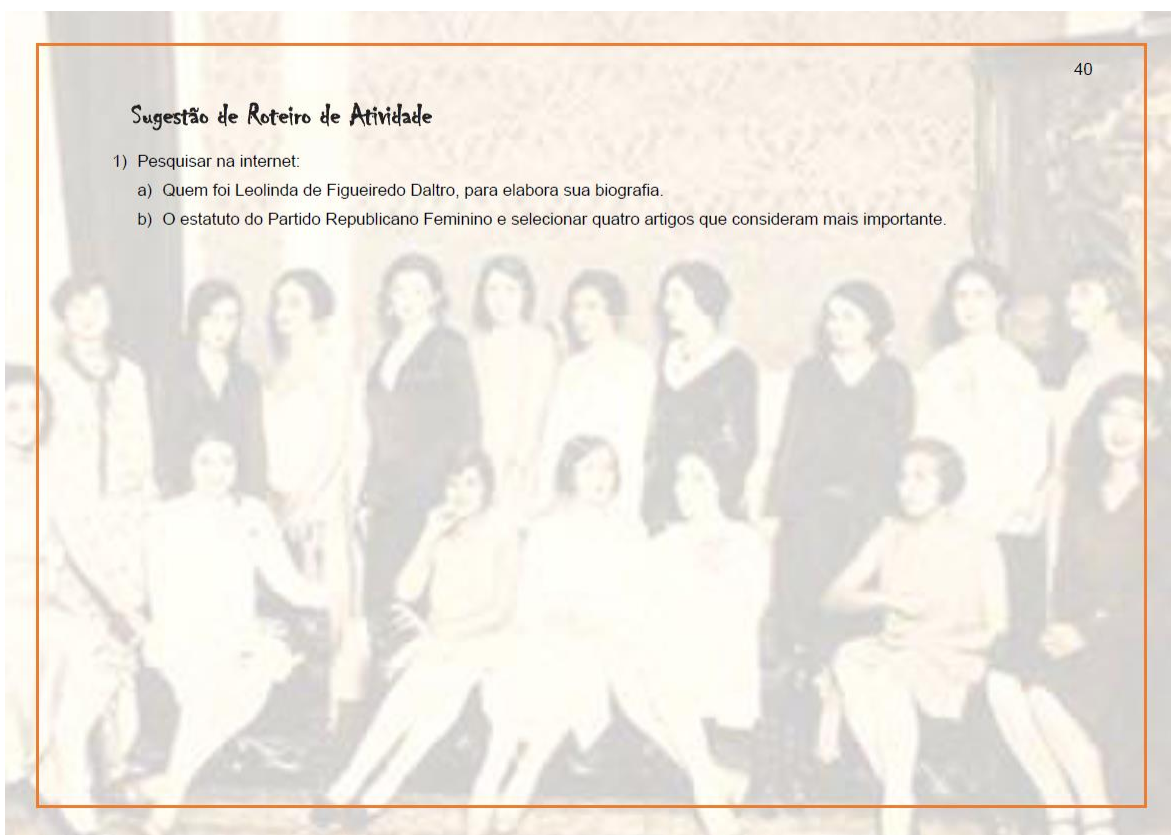 40
Sugestão de Roteiro de Atividade
1) Pesquisar na internet:
a) Quem foi Leolinda de Figueiredo Daltro, para elabora sua biografia.
b) O estatuto do Partido Republicano Feminino e selecionar quatro artigos que consideram mais importante.